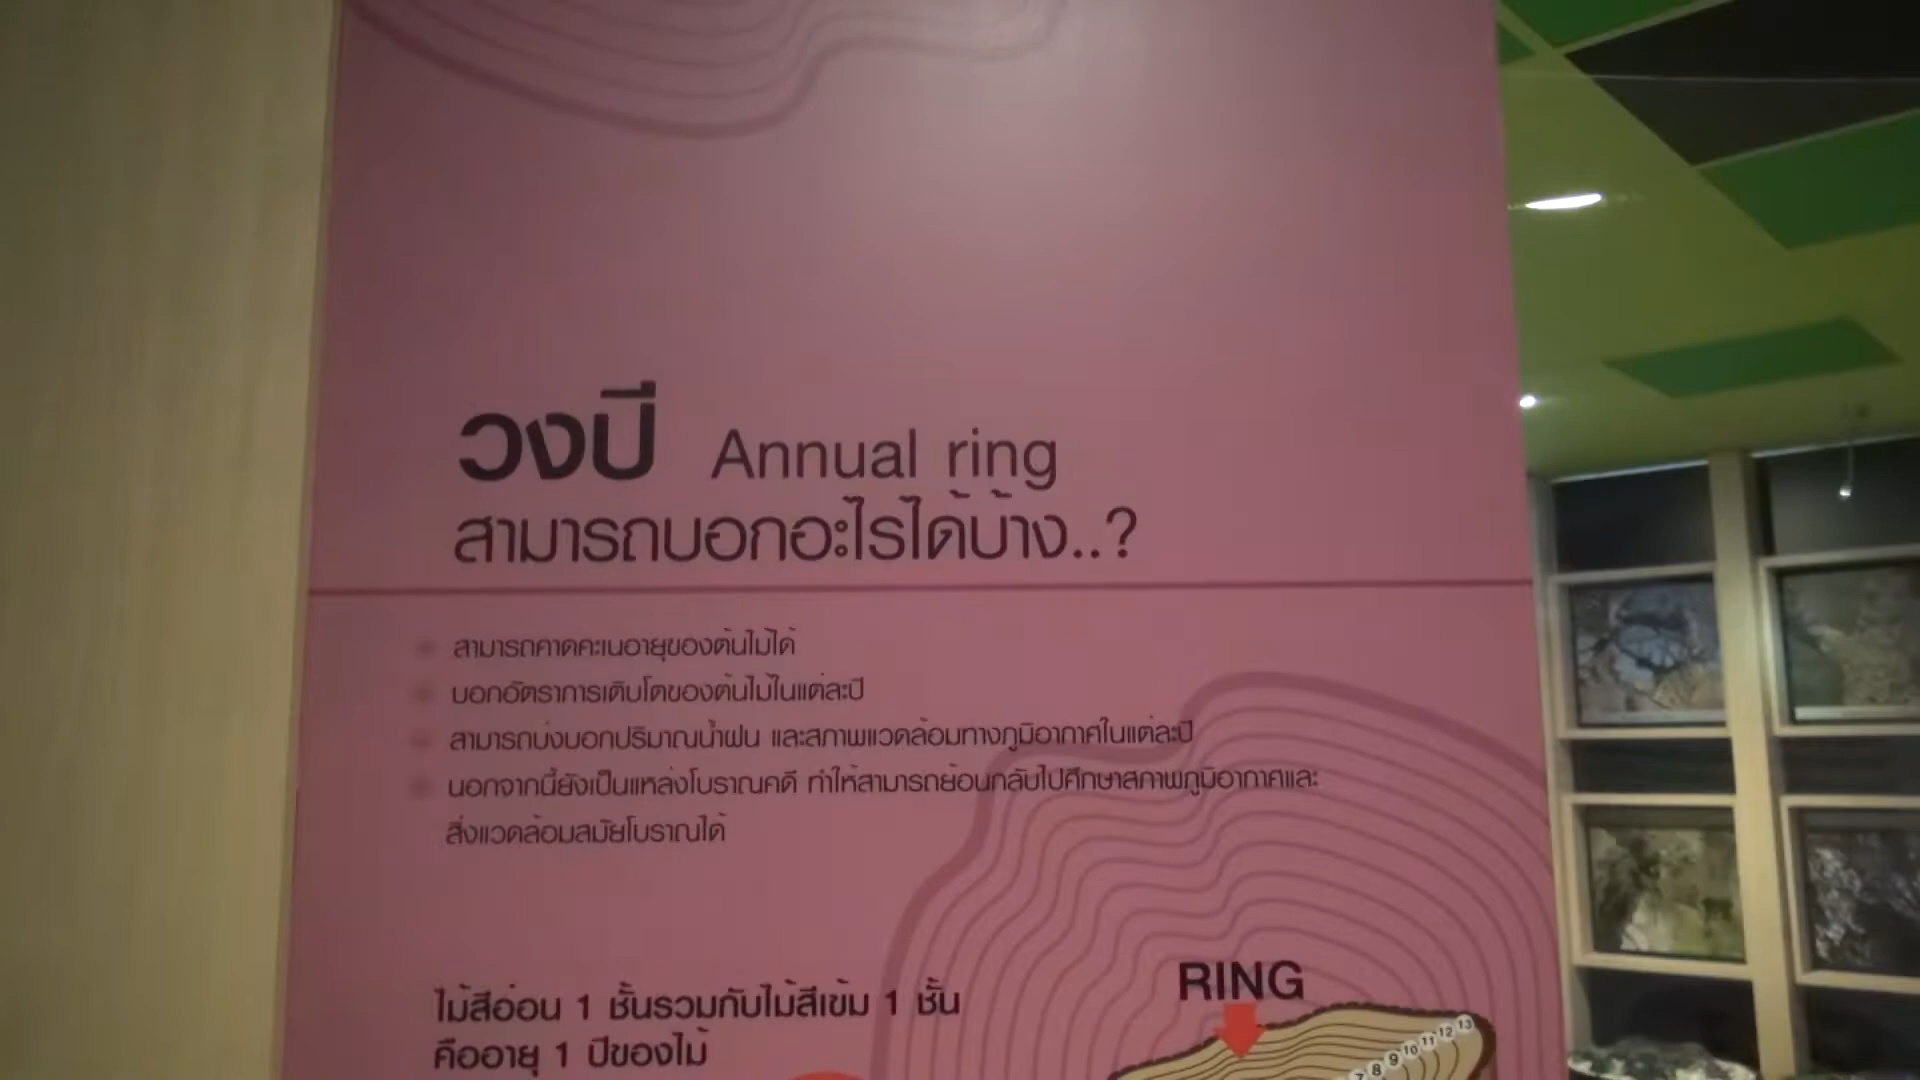 วงปี Annual ring
สามารถบอกอะไรได้บ้าง..?
สามารถคาดคะเนอายุของต้นไม้ได้
บอกอัตราการเติบโตของต้นไม้ในแต่ละปี
สามารถบ่งบอกปริมาณน้ำฝน และสภาพแวดล้อมทางภูมิอากาศในแต่ละปี
นอกจากนี้ยังเป็นแหล่งโบราณคดี ทำให้สามารถย้อนกลับไปศึกษาสภาพภูมิอากาศและ
สิ่งแวดล้อมสมัยโบราณได้
RING
ไม้สีอ่อน 1 ชั้นรวมกับไม้สีเข้ม 1 ชั้น
คืออายุ 1 ปีของไม้
7 8 9 10 11 12 13